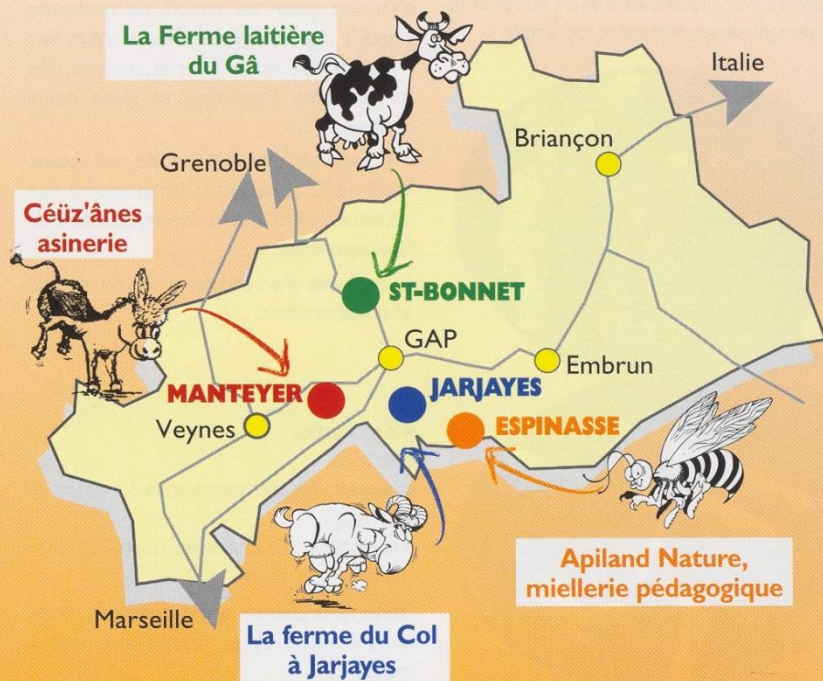 La Ferme laitière
du Gâ
Italie
Briançon
Grenoble
Céüz'ânes
asinerie
ST-BONNET
GAP
Embrun
MANTEYER
JARJAYES
Veynes
ESPINASSE
Apiland Nature,
miellerie pédagogique
Marseille
La ferme du Col
à Jarjayes